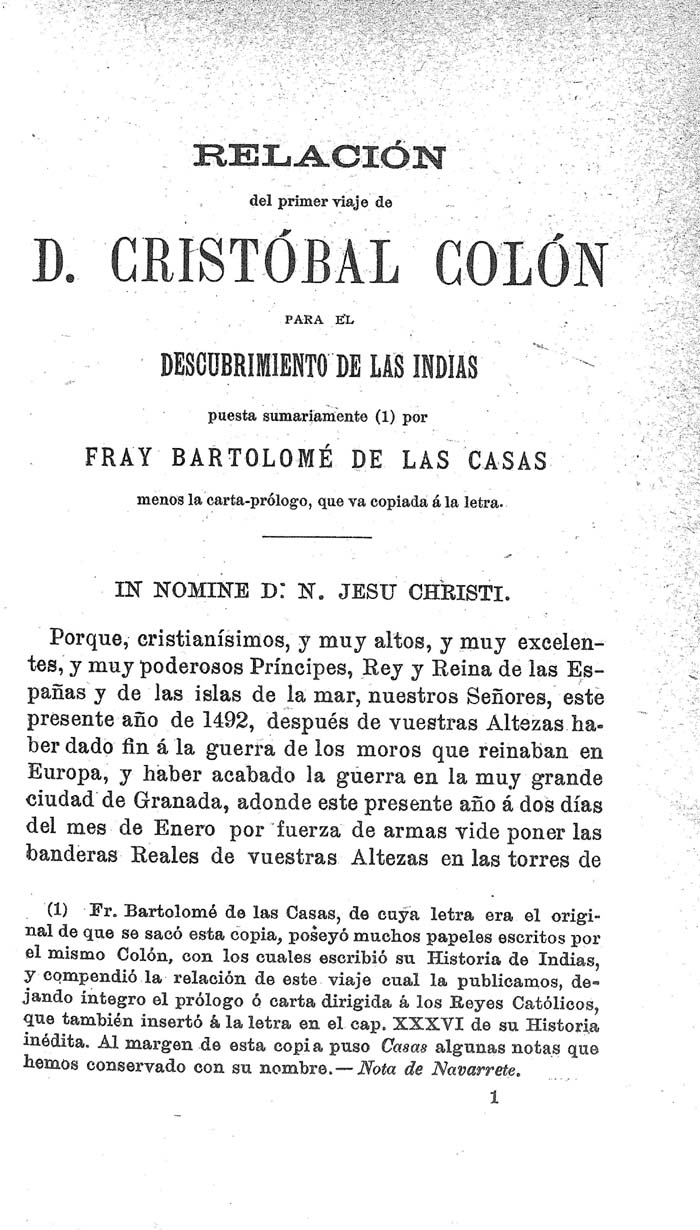 RELACIÓN
del primer viaje de
D. CRISTÓBAL COLÓN
PARA EL
DESCUBRIMIENTO DE LAS INDIAS
puesta sumariamente (1) por
FRAY BARTOLOMÉ DE LAS CASAS
menos la carta-prólogo, que va copiada á la letra.
IN NOMINE D: N. JESU CHRISTI.
Porque, cristianísimos, y muy altos, y muy excelen-
tes, y muy poderosos Príncipes, Rey y Reina de las Es-
pañas y de las islas de la mar, nuestros Señores, este
presente año de 1492, después de vuestras Altezas ha-
ber dado fin á la guerra de los moros que reinaban en
Europa, y haber acabado la guerra en la muy grande
ciudad de Granada, adonde este presente año á dos días
del mes de Enero por fuerza de armas vide poner las
banderas Reales de vuestras Altezas en las torres de
(1) Fr. Bartolomé de las Casas, de cuya letra era el origi-
nal de que se sacó esta copia, poseyó muchos papeles escritos por
el mismo Colón, con los cuales escribió su Historia de Indias,
y compendió la relación de este viaje cual la publicamos, de-
jando íntegro el prólogo ó carta dirigida á los Reyes Católicos,
que también insertó á la letra en el cap. XXXVI de su Historia
inédita. Al margen de esta copia puso Casas algunas notas que
hemos conservado con su nombre.—Nota de Navarrete.
1